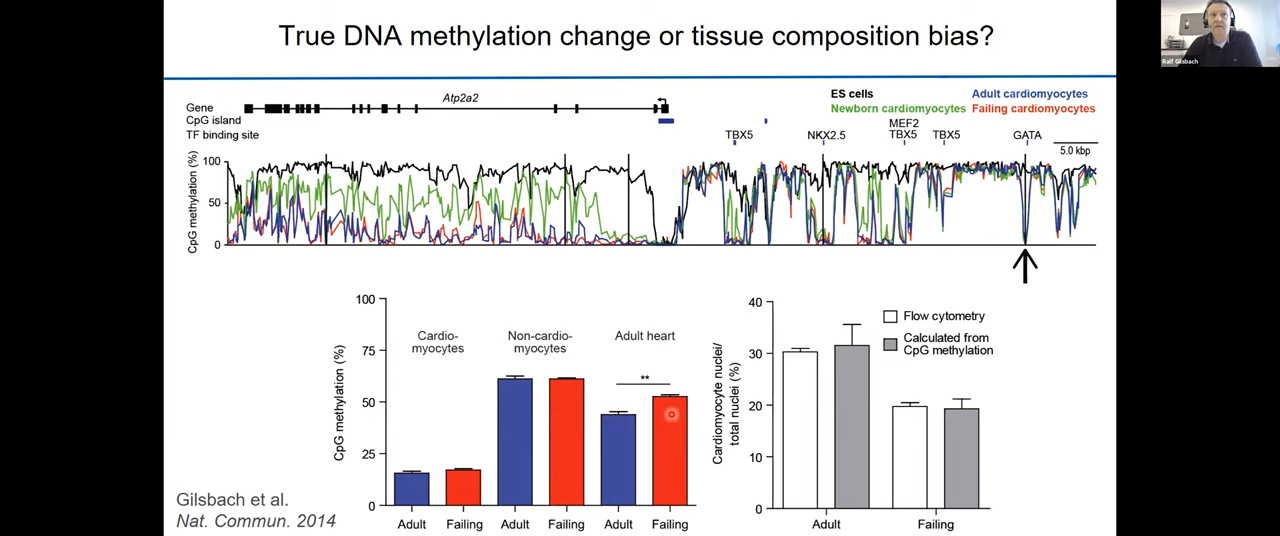 True DNA methylation change or tissue composition bias?
Ralf Gilsbach
Gene
Atp2a2
CpG island
TF binding site
ES cells
Adult cardiomyocytes
Newborn cardiomyocytes
Failing cardiomyocytes
TBX5
NKX2.5
MEF2
TBX5
TBX5
GATA
5.0 kbp
CpG methylation (%)
100
50
0
CpG methylation (%)
100
75
50
25
0
Cardio-
myocytes
Non-cardio-
myocytes
Adult heart
**
Adult
Failing
Adult
Failing
Adult
Failing
Cardiomyocyte nuclei/
total nuclei (%)
40
30
20
10
0
Flow cytometry
Calculated from
CpG methylation
Adult
Failing
Gilsbach et al.
Nat. Commun. 2014